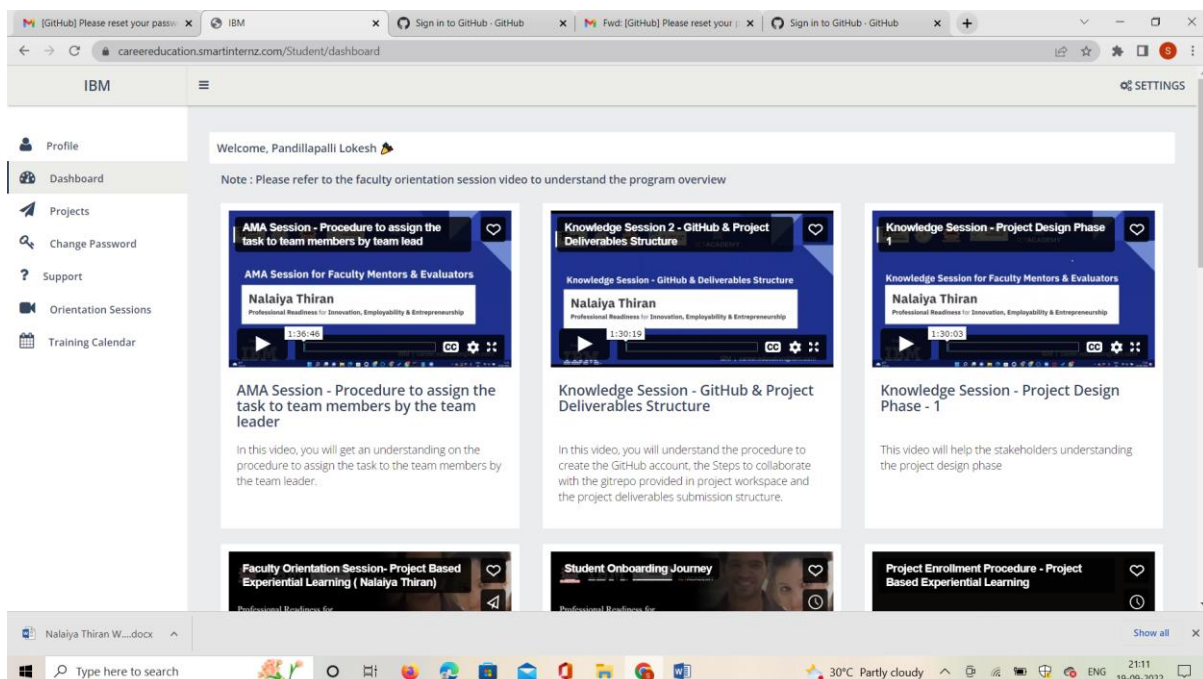 [GitHub] Please reset your passw
IBM
Sign in to GitHub · GitHub
Fwd: [GitHub] Please reset your p
Sign in to GitHub · GitHub
careereducation.smartinternz.com/Student/dashboard
IBM
SETTINGS
Profile
Dashboard
Projects
Change Password
Support
Orientation Sessions
Training Calendar
Welcome, Pandillapalli Lokesh
Note : Please refer to the faculty orientation session video to understand the program overview
AMA Session - Procedure to assign the
task to team members by team lead
AMA Session for Faculty Mentors & Evaluators
Nalaiya Thiran
Professional Readiness for Innovation, Employability & Entrepreneurship
1:36:46
CC
AMA Session - Procedure to assign the
task to team members by the team
leader
In this video, you will get an understanding on the
procedure to assign the task to the team members by
the team leader.
Knowledge Session 2 - GitHub & Project
Deliverables Structure
Knowledge Session - GitHub & Deliverables Structure
Nalaiya Thiran
Professional Readiness for Innovation, Employability & Entrepreneurship
1:30:19
CC
Knowledge Session - GitHub & Project
Deliverables Structure
In this video, you will understand the procedure to
create the GitHub account, the Steps to collaborate
with the gitrepo provided in project workspace and
the project deliverables submission structure.
Knowledge Session - Project Design Phase
1
Knowledge Session for Faculty Mentors & Evaluators
Nalaiya Thiran
Professional Readiness for Innovation, Employability & Entrepreneurship
1:30:03
CC
Knowledge Session - Project Design
Phase - 1
This video will help the stakeholders understanding
the project design phase
Faculty Orientation Session- Project Based
Experiential Learning ( Nalaiya Thiran)
Professional Readiness for
Student Onboarding Journey
Professional Readiness for
Project Enrollment Procedure - Project
Based Experiential Learning
Nalaiya Thiran W....docx
Show all
Type here to search
30°C Partly cloudy
ENG
21:11
19-09-2022